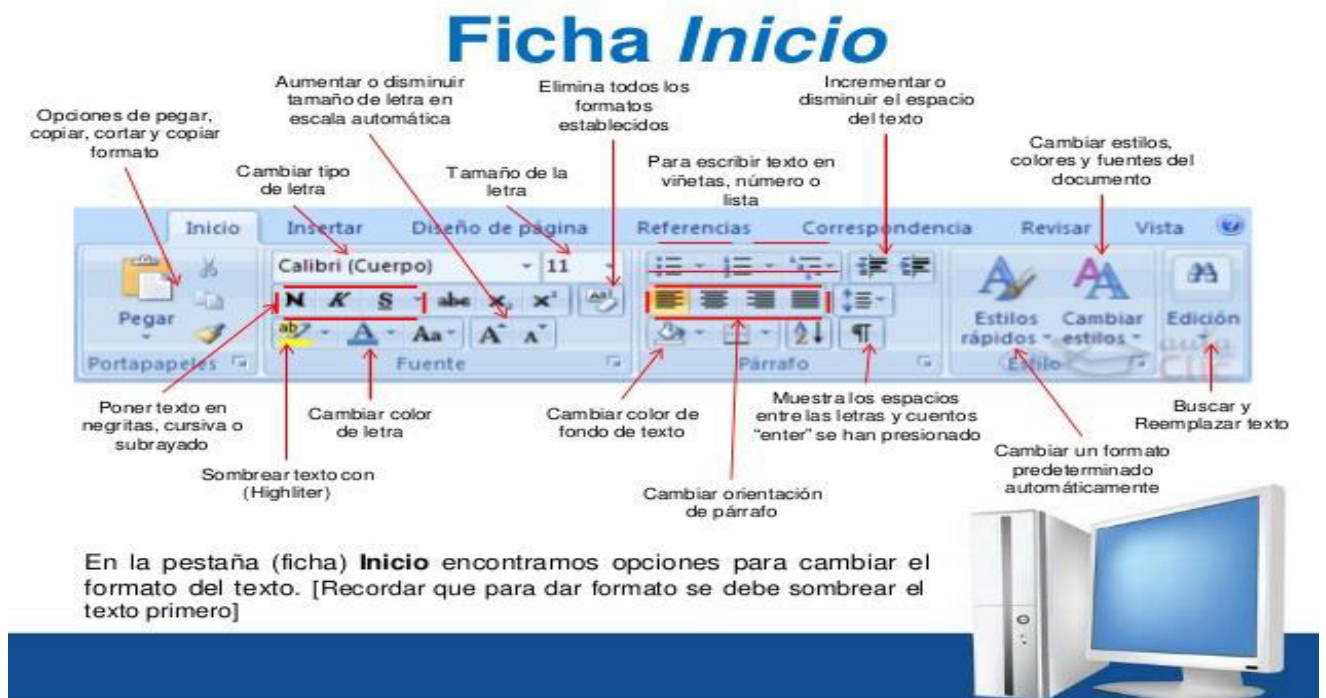 Ficha Inicio
Aumentar o disminuir
tamaño de letra en
escala automática
Elimina todos los
formatos
establecidos
Incrementar o
disminuir el espacio
del texto
Opciones de pegar,
copiar, cortar y copiar
formato
Cambiar tipo
de letra
Tamaño de la
letra
Para escribir texto en
viñetas, número o
lista
Cambiar estilos,
colores y fuentes del
documento
Inicio Insertar Diseño de página Referencias Correspondencia Revisar Vista
Calibri (Cuerpo) 11
N K S abc x₂ x²
Pegar
ab A Aa A A
Estilos
rápidos
Cambiar
estilos
Edición
Portapapeles Fuente Párrafo Estilo
aula
Clic
Poner texto en
negritas, cursiva o
subrayado
Cambiar color
de letra
Cambiar color de
fondo de texto
Muestra los espacios
entre las letras y cuentos
"enter" se han presionado
Buscar y
Reemplazar texto
Sombrear texto con
(Highliter)
Cambiar orientación
de párrafo
Cambiar un formato
predeterminado
automáticamente
En la pestaña (ficha) Inicio encontramos opciones para cambiar el
formato del texto. [Recordar que para dar formato se debe sombrear el
texto primero]